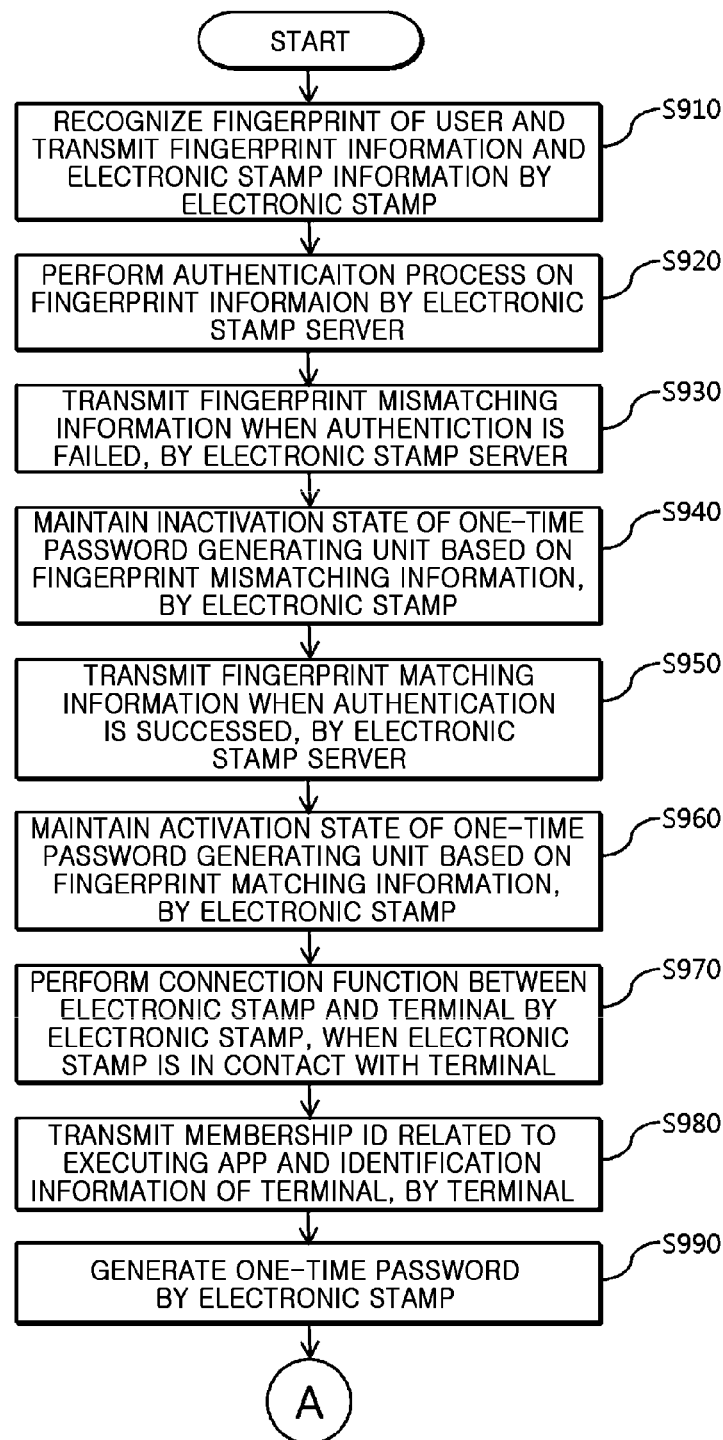 START
S910
RECOGNIZE FINGERPRINT OF USER AND
TRANSMIT FINGERPRINT INFORMATION AND
ELECTRONIC STAMP INFORMATION BY
ELECTRONIC STAMP
S920
PERFORM AUTHENTICAITON PROCESS ON
FINGERPRINT INFORMAION BY ELECTRONIC
STAMP SERVER
S930
TRANSMIT FINGERPRINT MISMATCHING
INFORMATION WHEN AUTHENTICTION IS
FAILED, BY ELECTRONIC STAMP SERVER
S940
MAINTAIN INACTIVATION STATE OF ONE-TIME
PASSWORD GENERATING UNIT BASED ON
FINGERPRINT MISMATCHING INFORMATION,
BY ELECTRONIC STAMP
S950
TRANSMIT FINGERPRINT MATCHING
INFORMATION WHEN AUTHENTICATION
IS SUCCESSED, BY ELECTRONIC
STAMP SERVER
S960
MAINTAIN ACTIVATION STATE OF ONE-TIME
PASSWORD GENERATING UNIT BASED ON
FINGERPRINT MATCHING INFORMATION,
BY ELECTRONIC STAMP
S970
PERFORM CONNECTION FUNCTION BETWEEN
ELECTRONIC STAMP AND TERMINAL BY
ELECTRONIC STAMP, WHEN ELECTRONIC
STAMP IS IN CONTACT WITH TERMINAL
S980
TRANSMIT MEMBERSHIP ID RELATED TO
EXECUTING APP AND IDENTIFICATION
INFORMATION OF TERMINAL, BY TERMINAL
S990
GENERATE ONE-TIME PASSWORD
BY ELECTRONIC STAMP
A